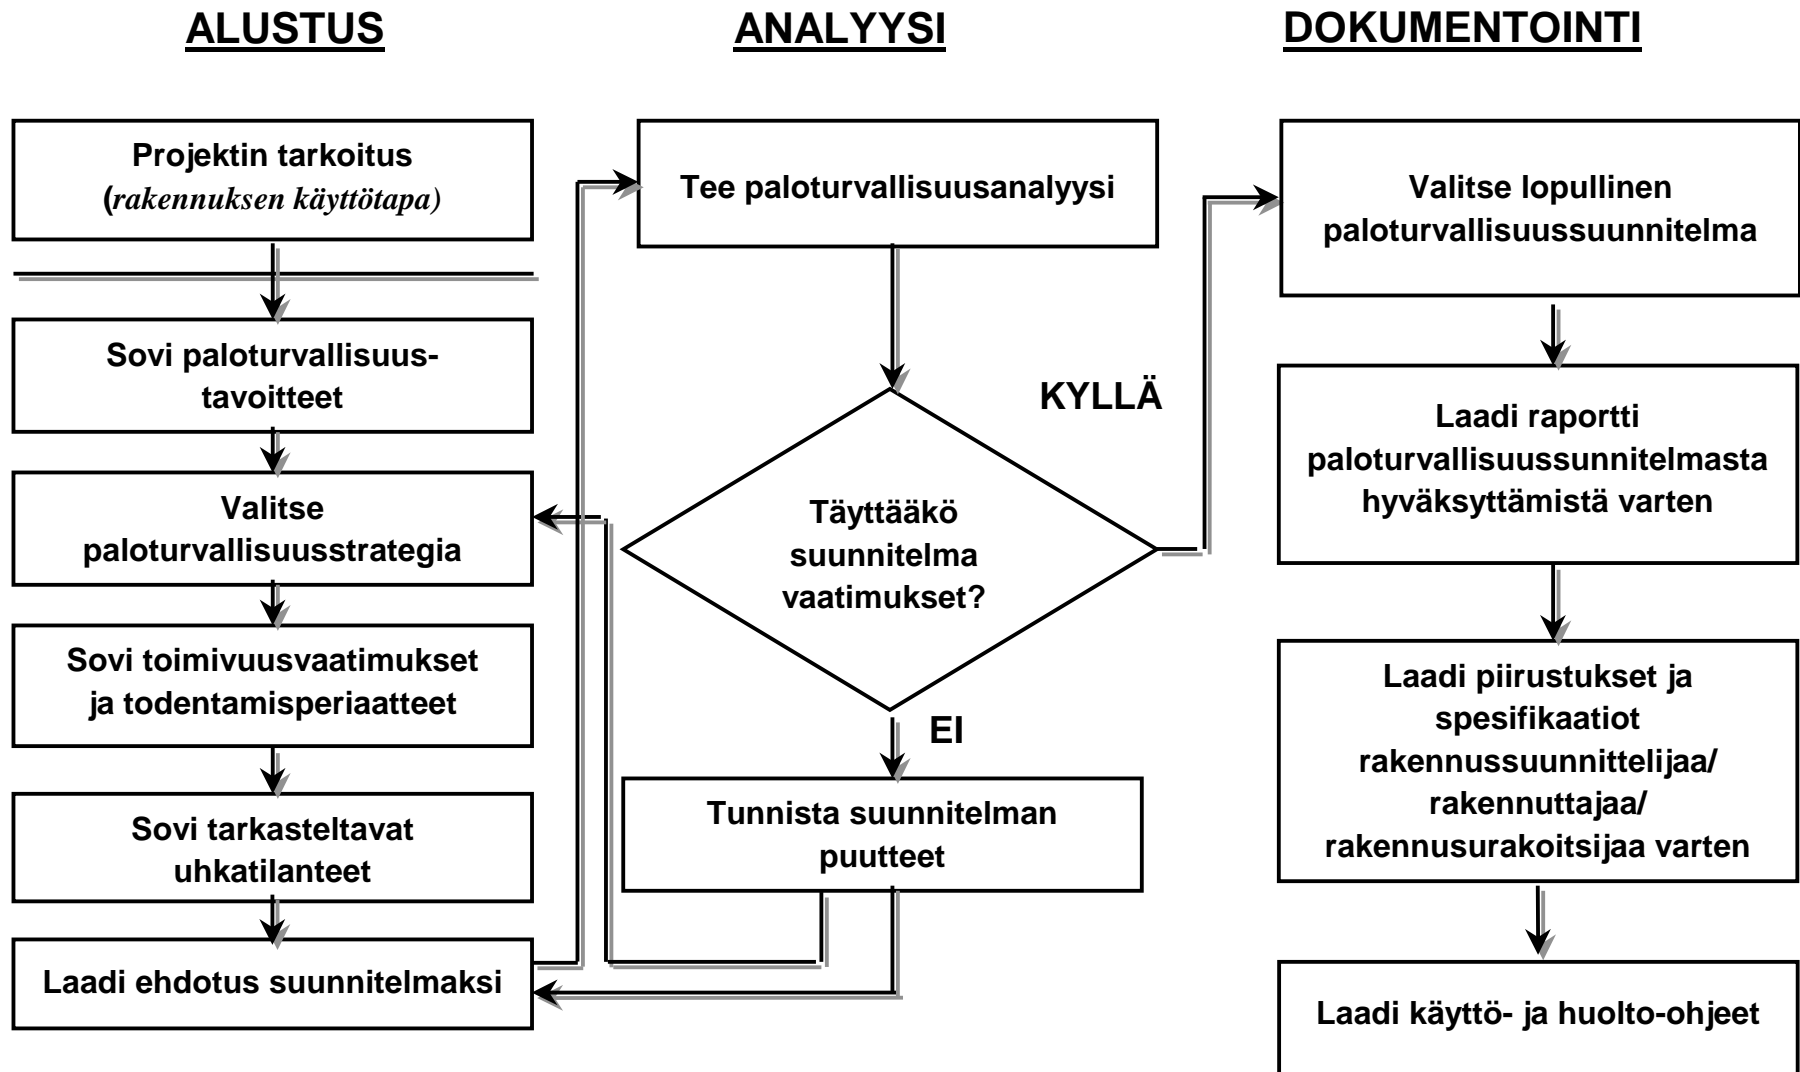 ALUSTUS
Projektin tarkoitus
(rakennuksen käyttötapa)
Sovi paloturvallisuus-
tavoitteet
Valitse
paloturvallisuusstrategia
Sovi toimivuusvaatimukset
ja todentamisperiaatteet
Sovi tarkasteltavat
uhkatilanteet
Laadi ehdotus suunnitelmaksi
ANALYYSI
Tee paloturvallisuusanalyysi
Täyttääkö
suunnitelma
vaatimukset?
KYLLÄ
EI
Tunnista suunnitelman
puutteet
DOKUMENTOINTI
Valitse lopullinen
paloturvallisuussuunnitelma
Laadi raportti
paloturvallisuussunnitelmasta
hyväksyttämistä varten
Laadi piirustukset ja
spesifikaatiot
rakennussuunnittelijaa/
rakennuttajaa/
rakennusurakoitsijaa varten
Laadi käyttö- ja huolto-ohjeet